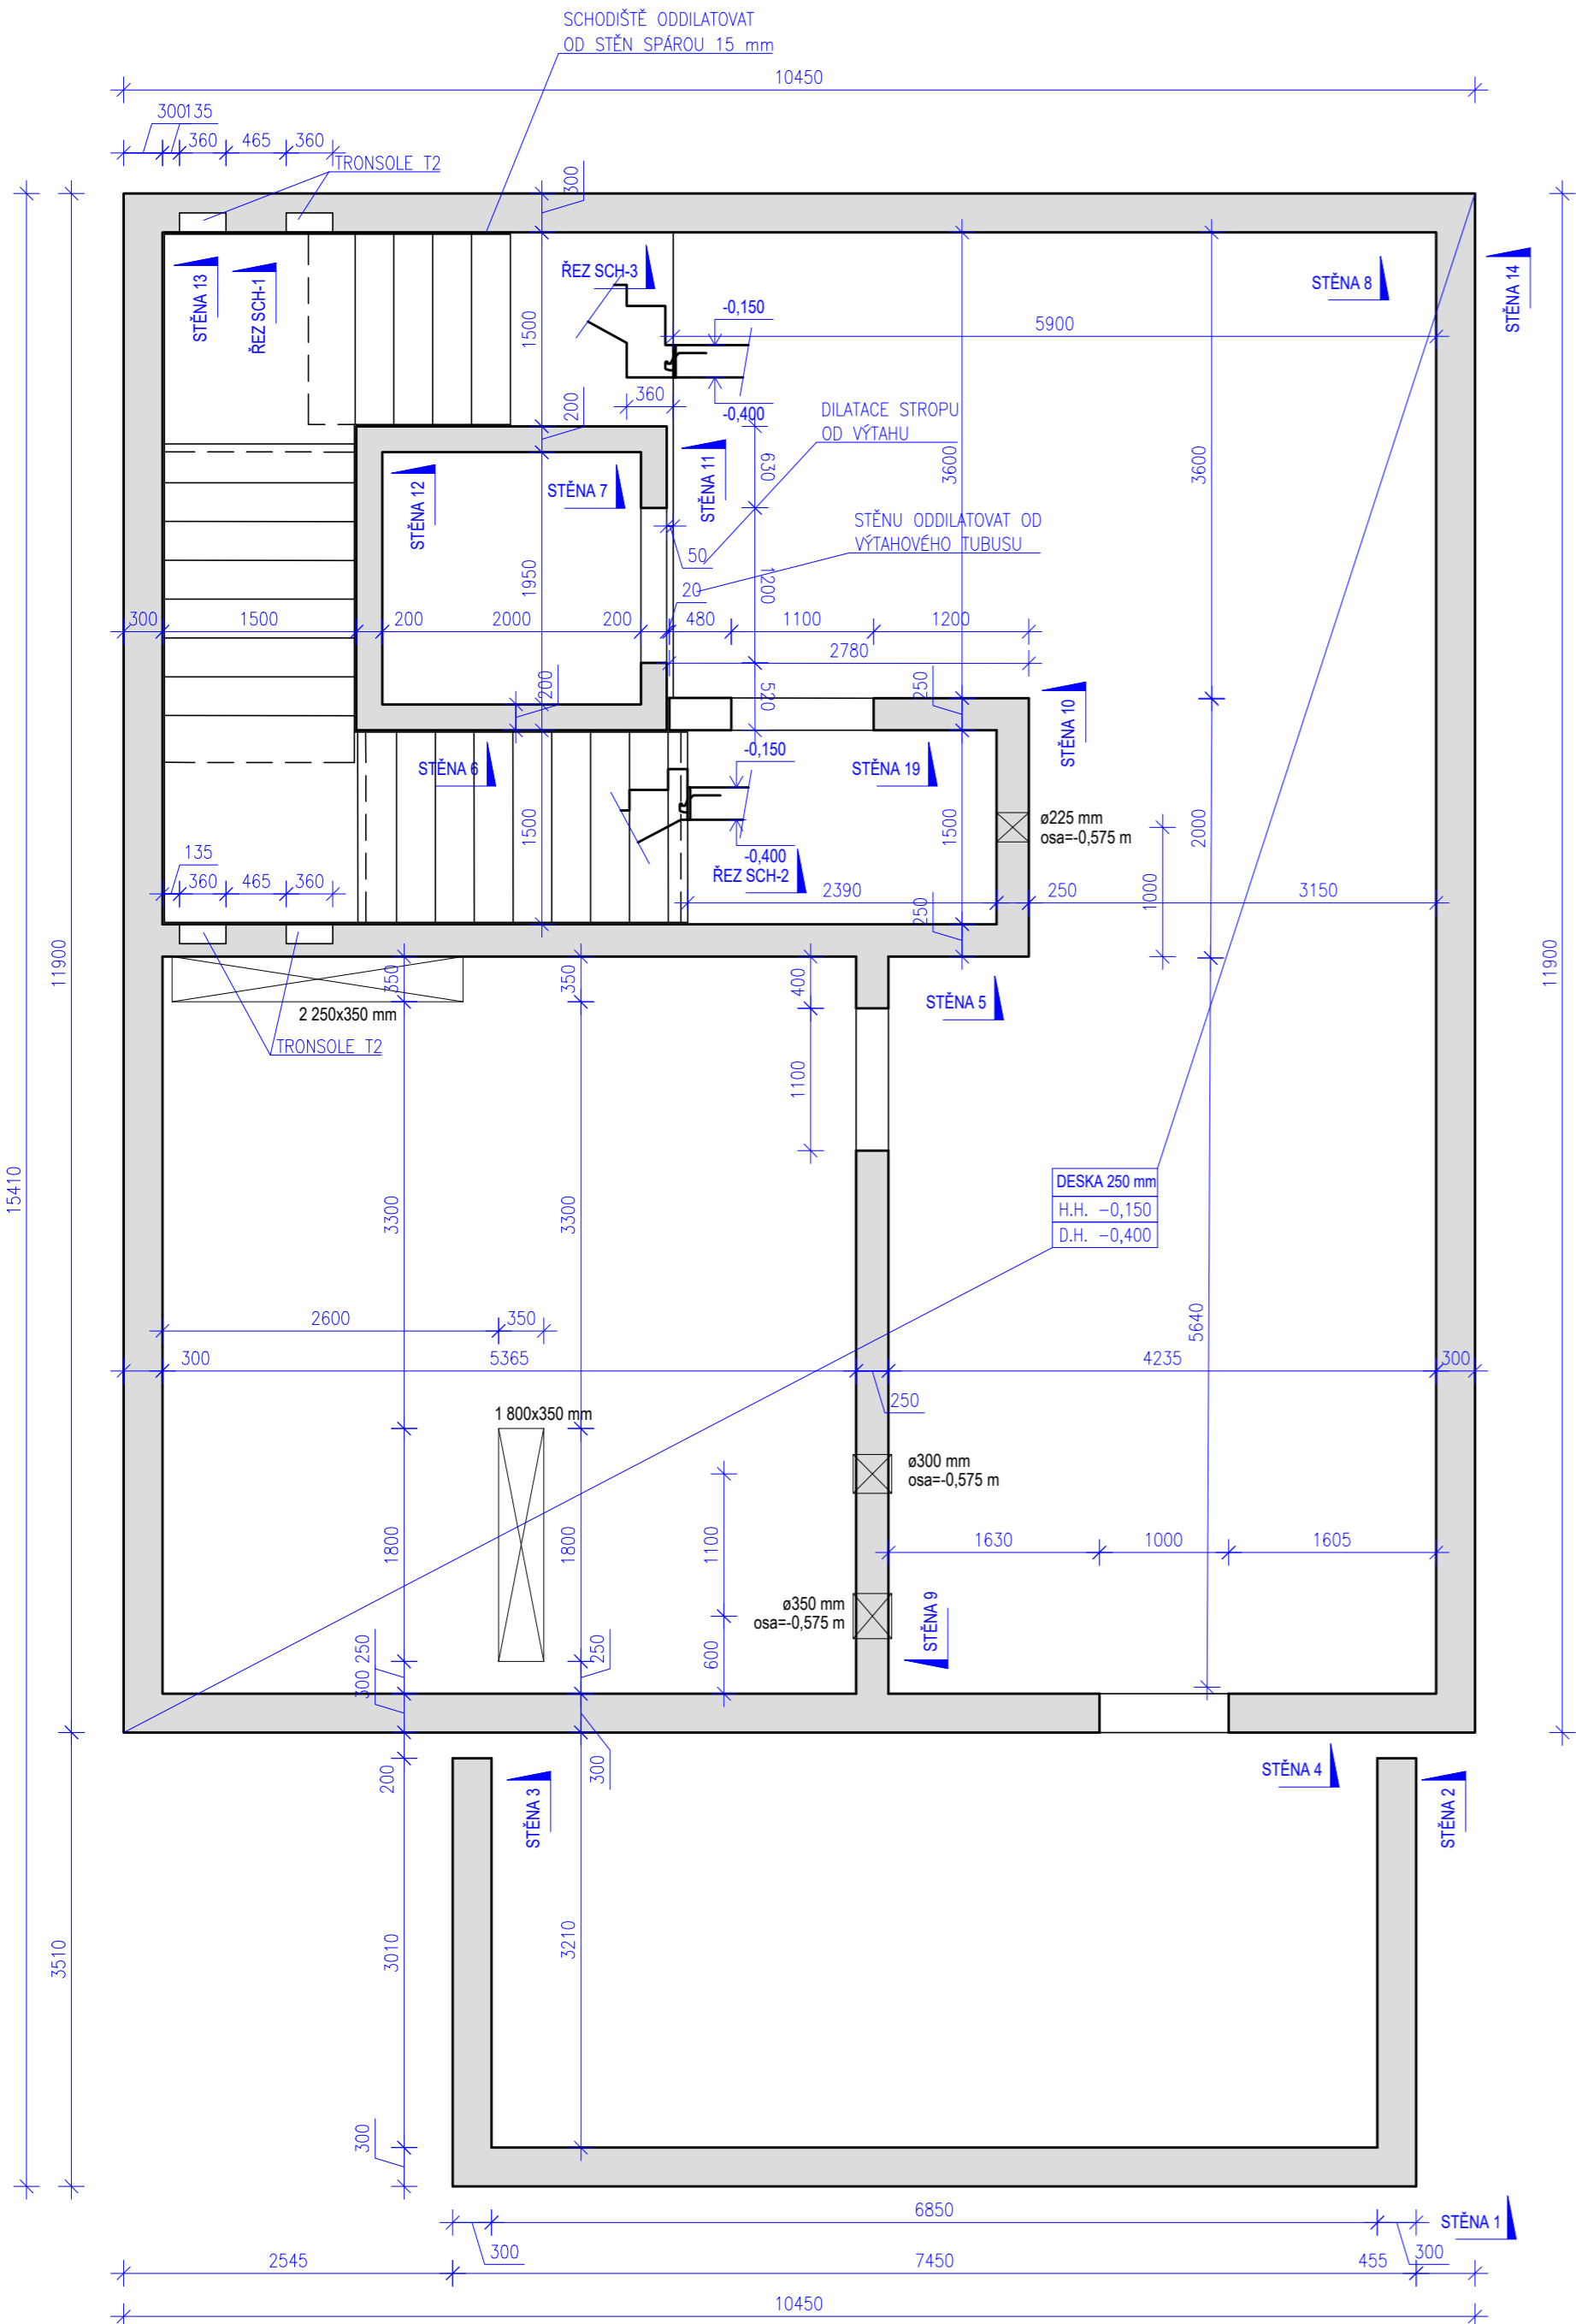 SCHODIŠTĚ ODDILATOVAT
OD STĚN SPÁROU 15 mm
10450
300
135
360
465
360
TRONSOLE T2
300
STĚNA 13
ŘEZ SCH-1
ŘEZ SCH-3
STĚNA 8
STĚNA 14
-0,150
5900
1500
360
-0,400
200
DILATACE STROPU
OD VÝTAHU
630
3600
3600
STĚNA 12
STĚNA 7
STĚNA 11
STĚNU ODDILATOVAT OD
VÝTAHOVÉHO TUBUSU
50
1950
1200
20
300
1500
200
2000
200
480
1100
1200
2780
200
520
250
STĚNA 10
STĚNA 6
-0,150
STĚNA 19
ø225 mm
osa=-0,575 m
1500
1500
2000
135
-0,400
ŘEZ SCH-2
360
465
360
2390
250
1000
3150
250
11900
11900
350
350
400
STĚNA 5
2 250x350 mm
TRONSOLE T2
1100
15410
DESKA 250 mm
H.H. -0,150
D.H. -0,400
3300
3300
2600
350
5640
300
5365
4235
300
250
1 800x350 mm
ø300 mm
osa=-0,575 m
1800
1800
1100
1630
1000
1605
ø350 mm
osa=-0,575 m
STĚNA 9
250
250
600
300
300
200
STĚNA 3
STĚNA 4
STĚNA 2
3510
3010
3210
300
6850
STĚNA 1
300
300
2545
7450
455
10450